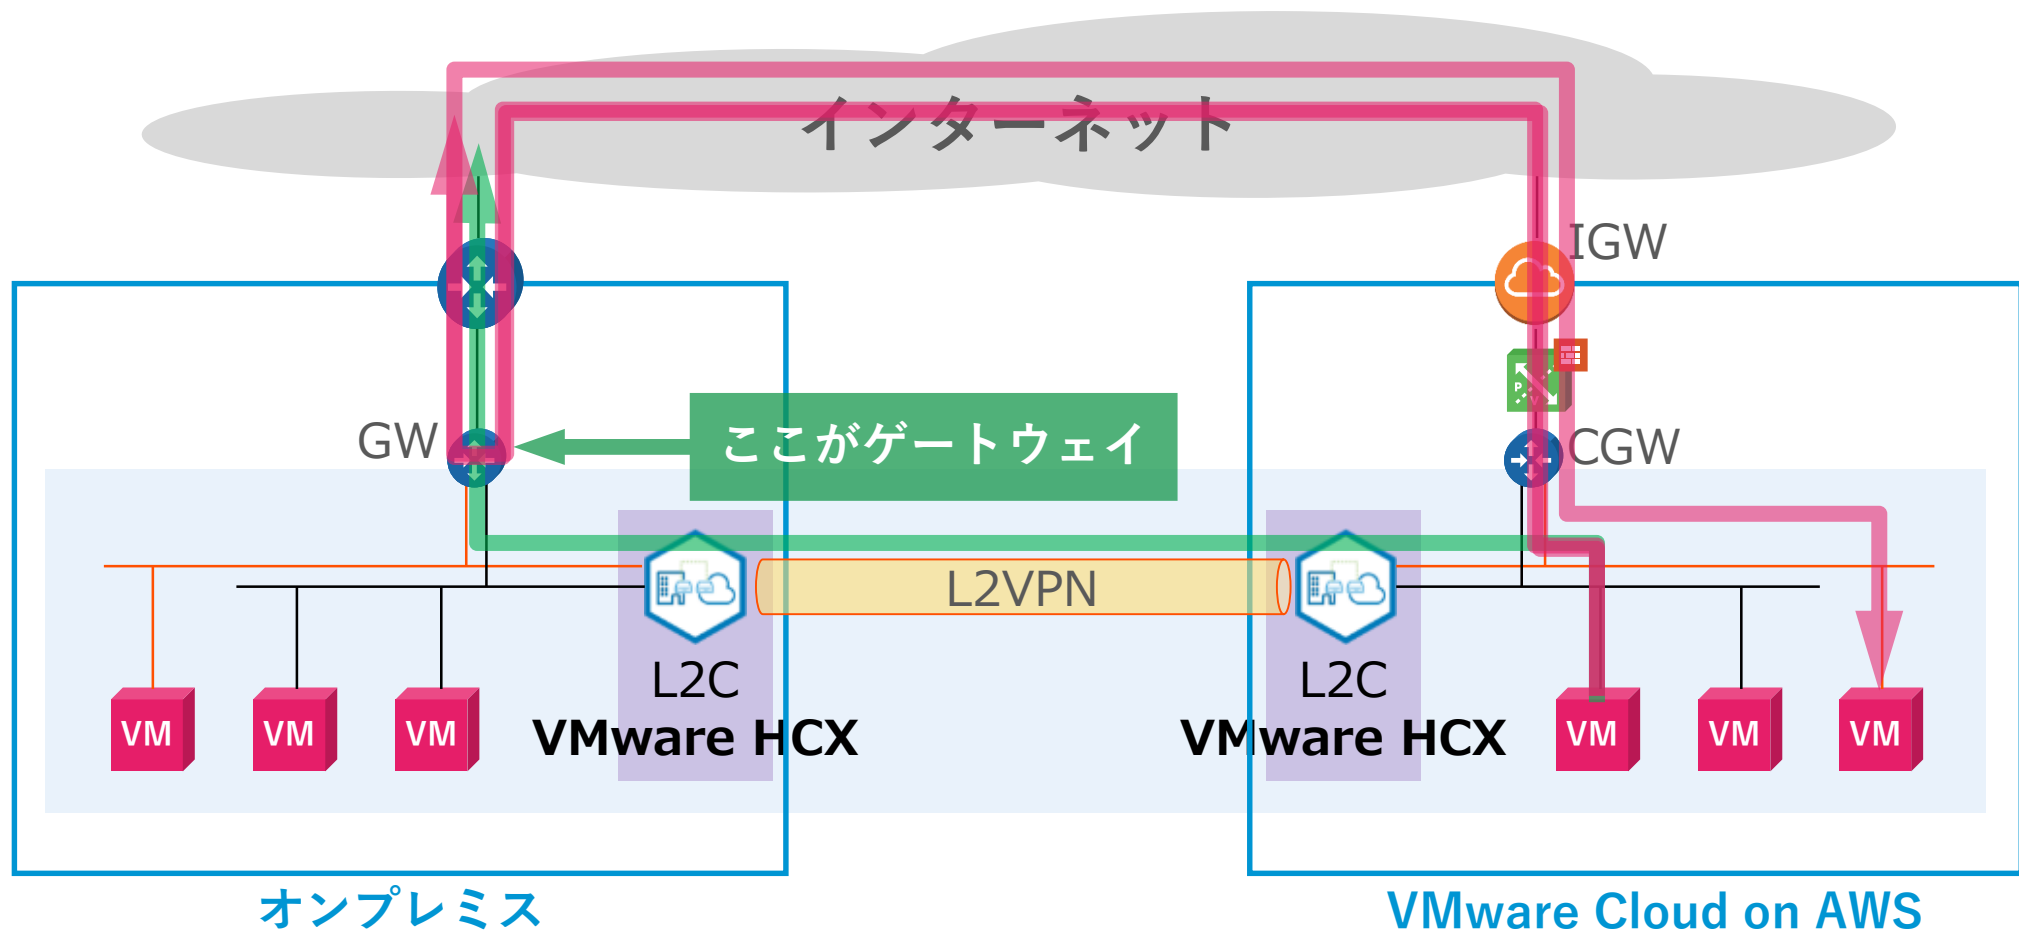 インターネット
IGW
GW
ここがゲートウェイ
CGW
P
V
L2VPN
L2C
VMware HCX
L2C
VMware HCX
VM
VM
VM
VM
VM
VM
オンプレミス
VMware Cloud on AWS